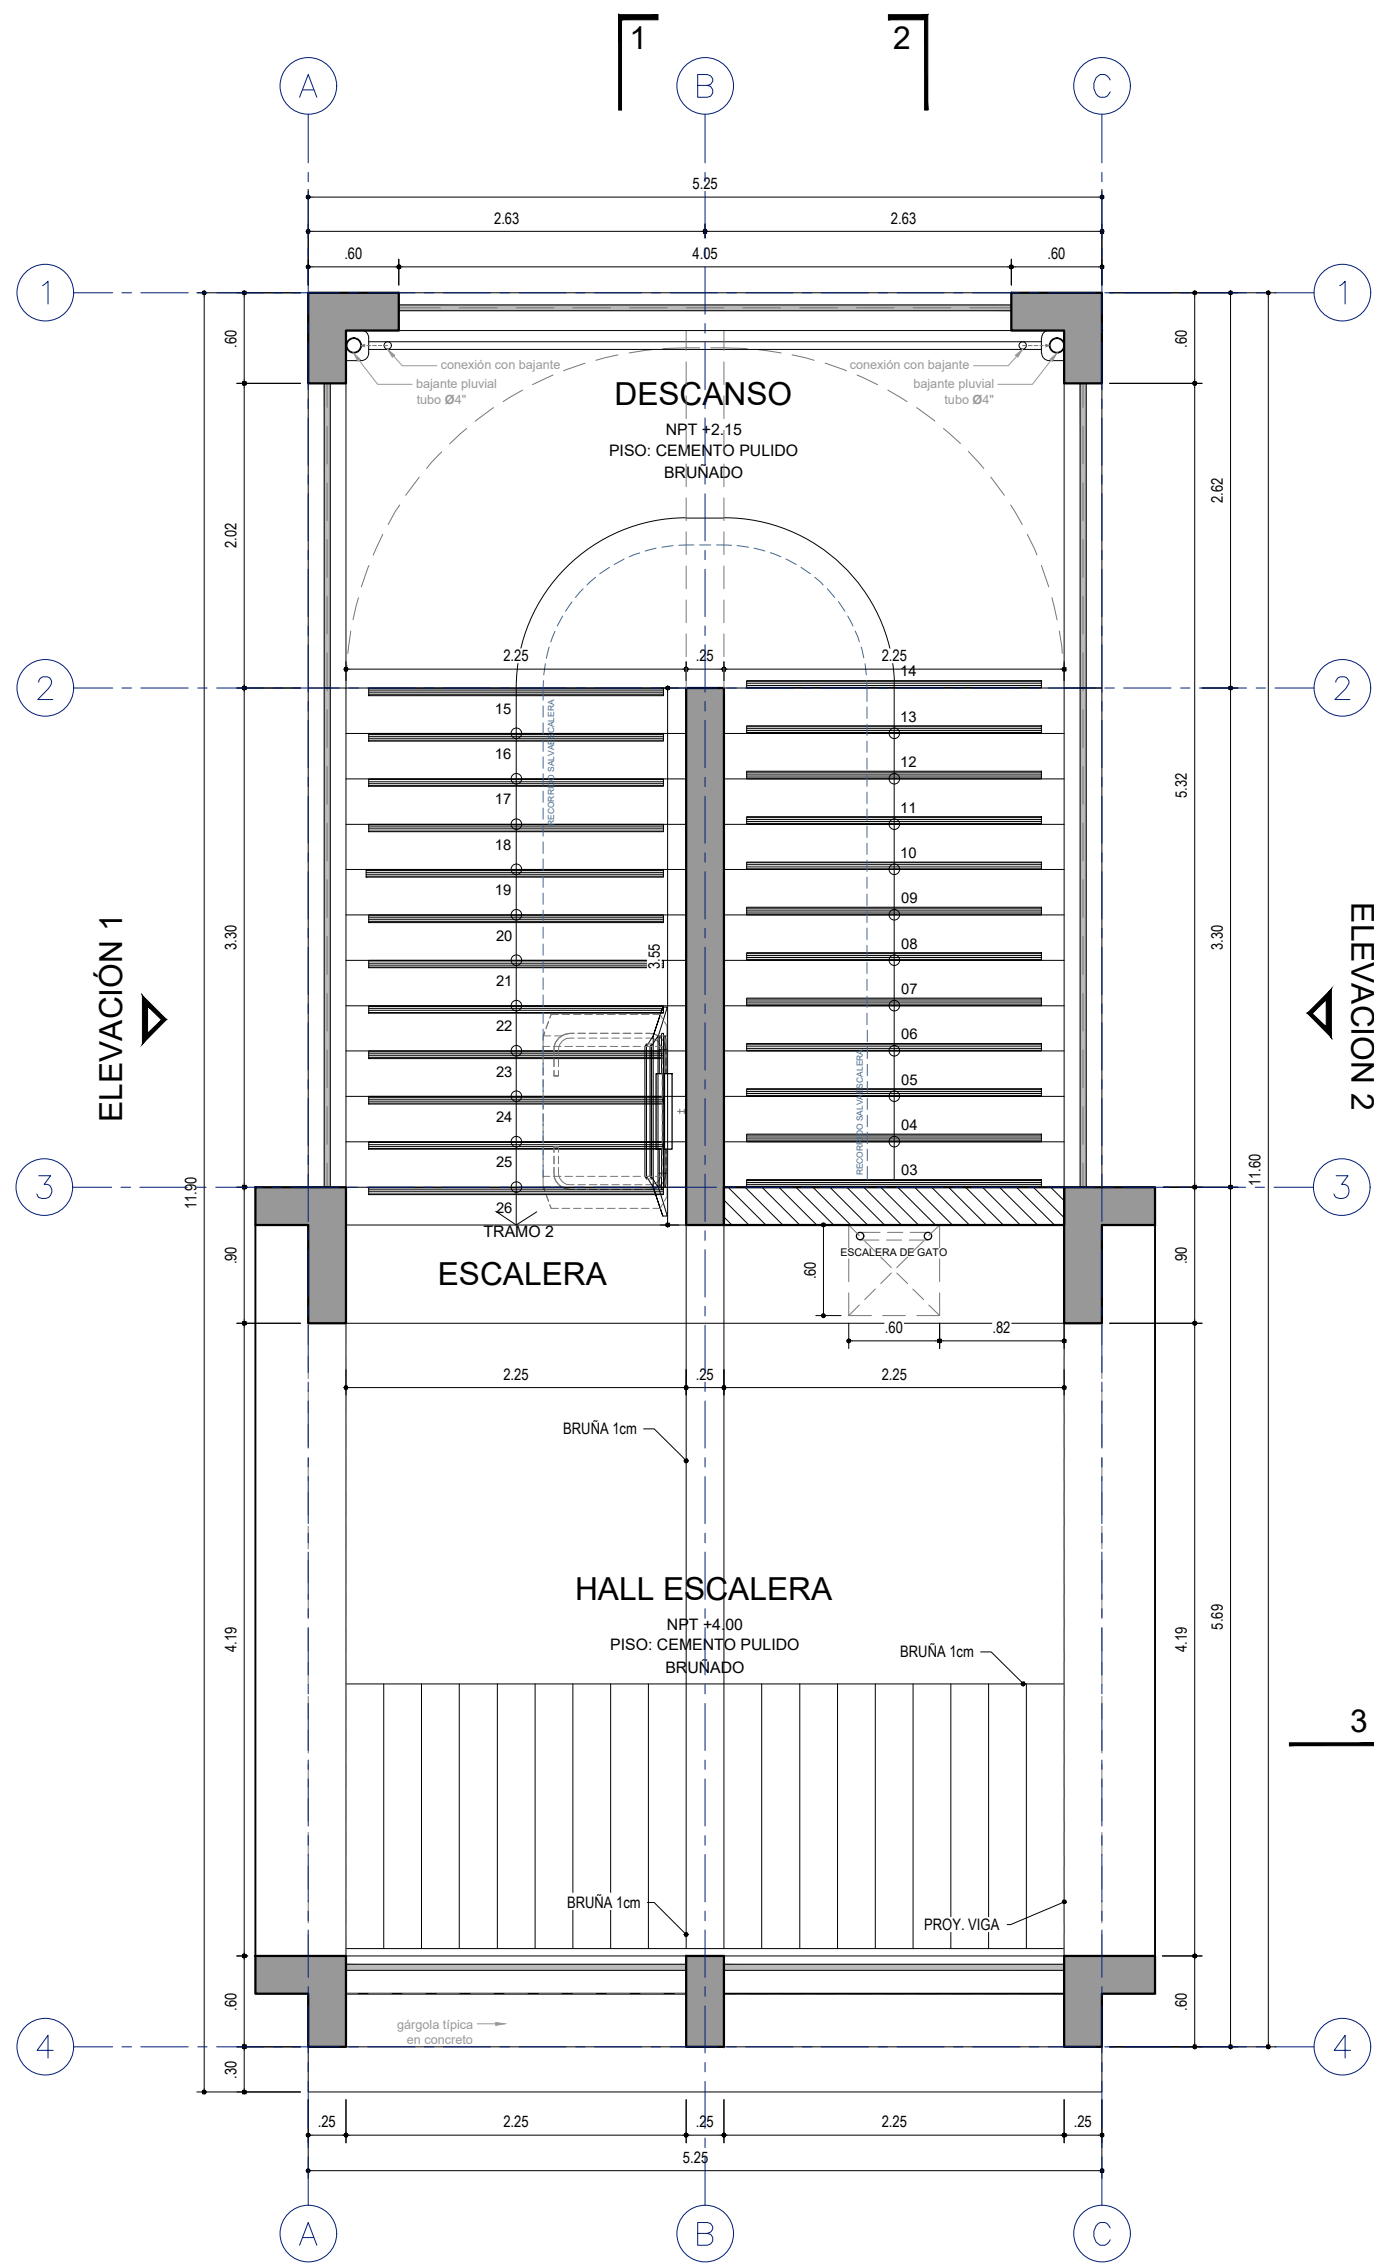 1
2
A
B
C
5.25
2.63
2.63
.60
4.05
.60
1
1
.60
.60
conexión con bajante
conexión con bajante
bajante pluvial
tubo Ø4"
bajante pluvial
tubo Ø4"
DESCANSO
NPT +2.15
PISO: CEMENTO PULIDO
BRUÑADO
2.02
2.62
2.25
.25
2.25
2
2
14
15
13
16
12
17
11
18
10
19
09
20
08
21
07
22
06
23
05
24
04
25
03
26
RECORRIDO SALVAESCALERA
RECORRIDO SALVAESCALERA
5.32
3.30
3.55
3.30
ELEVACIÓN 1
ELEVACIÓN 2
3
3
11.90
11.60
TRAMO 2
ESCALERA
ESCALERA DE GATO
.90
.60
.90
.60
.82
2.25
.25
2.25
BRUÑA 1cm
HALL ESCALERA
NPT +4.00
PISO: CEMENTO PULIDO
BRUÑADO
4.19
4.19
5.69
BRUÑA 1cm
3
BRUÑA 1cm
PROY. VIGA
.60
.60
gárgola típica
en concreto
4
4
.30
.25
2.25
.25
2.25
.25
5.25
A
B
C